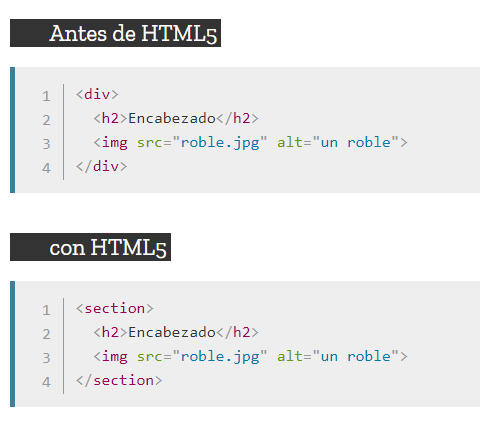 Antes de HTML5
1 <div>
2 <h2>Encabezado</h2>
3 <img src="roble.jpg" alt="un roble">
4 </div>
con HTML5
1 <section>
2 <h2>Encabezado</h2>
3 <img src="roble.jpg" alt="un roble">
4 </section>